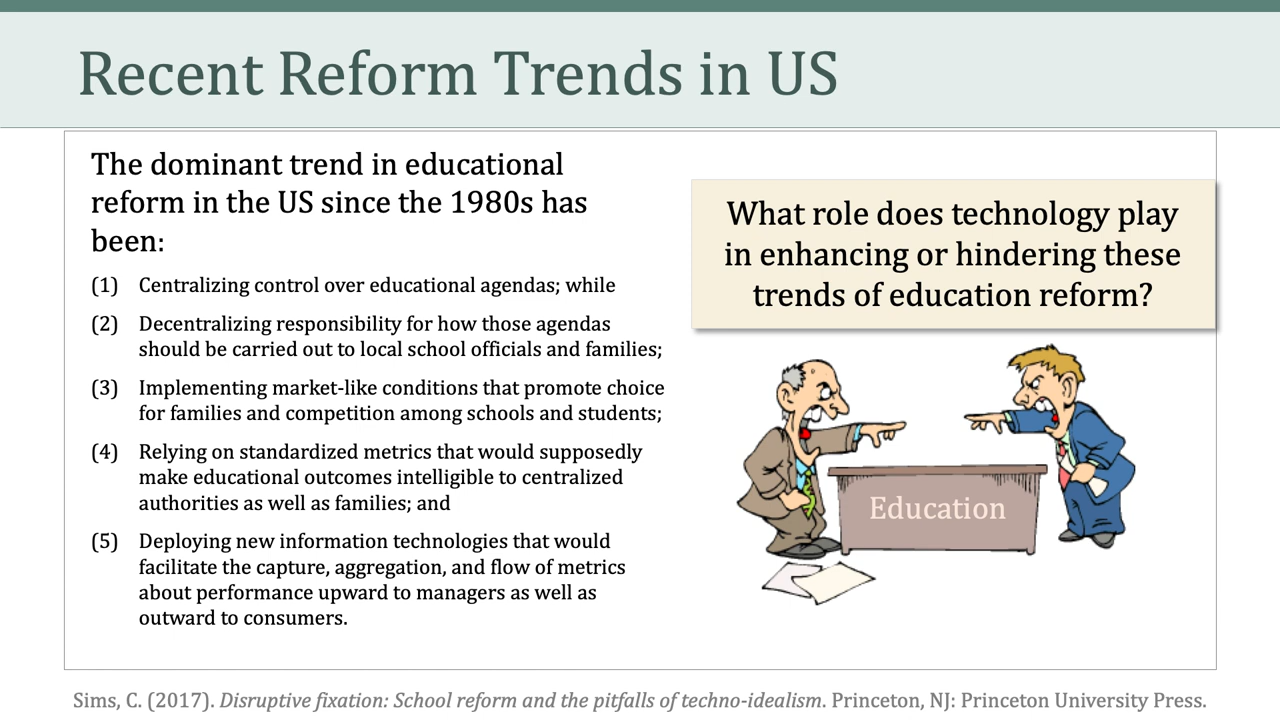 Recent Reform Trends in US
The dominant trend in educational
reform in the US since the 1980s has
been:
(1) Centralizing control over educational agendas; while
(2) Decentralizing responsibility for how those agendas
should be carried out to local school officials and families;
(3) Implementing market-like conditions that promote choice
for families and competition among schools and students;
(4) Relying on standardized metrics that would supposedly
make educational outcomes intelligible to centralized
authorities as well as families; and
(5) Deploying new information technologies that would
facilitate the capture, aggregation, and flow of metrics
about performance upward to managers as well as
outward to consumers.
What role does technology play
in enhancing or hindering these
trends of education reform?
Education
Sims, C. (2017). Disruptive fixation: School reform and the pitfalls of techno-idealism. Princeton, NJ: Princeton University Press.